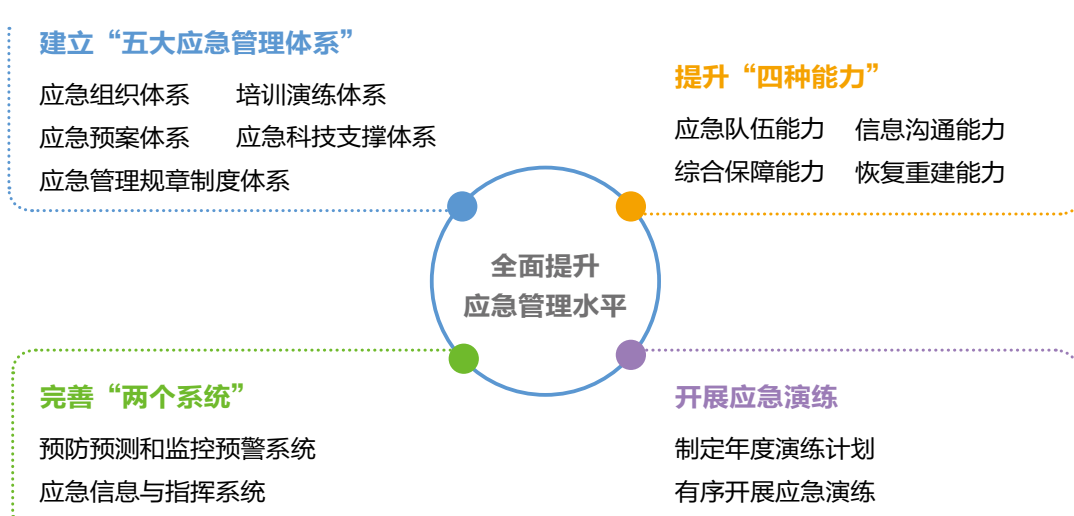 建立“五大应急管理体系”
应急组织体系 培训演练体系
应急预案体系 应急科技支撑体系
应急管理规章制度体系
提升“四种能力”
应急队伍能力 信息沟通能力
综合保障能力 恢复重建能力
全面提升
应急管理水平
完善“两个系统”
预防预测和监控预警系统
应急信息与指挥系统
开展应急演练
制定年度演练计划
有序开展应急演练